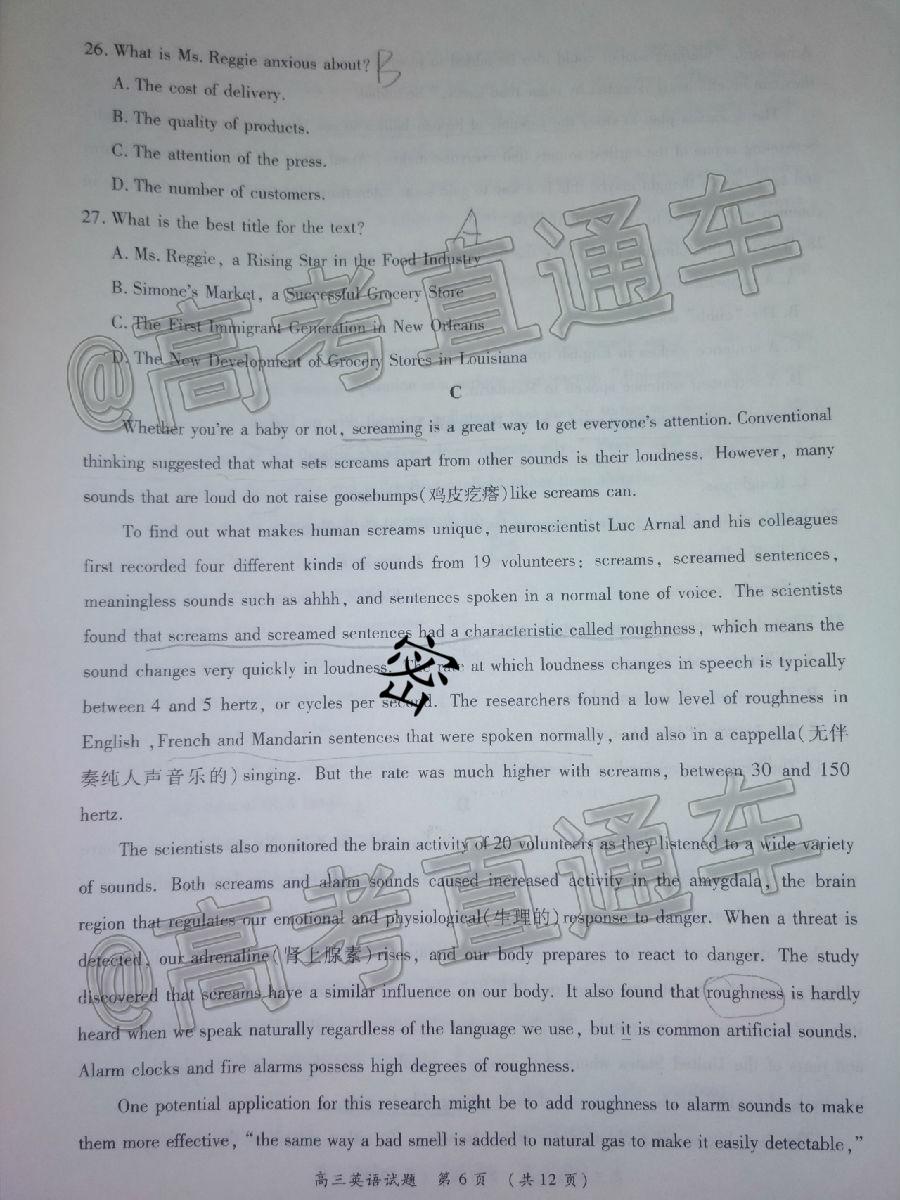 26. What is Ms. Reggie anxious about? B
A. The cost of delivery.
B. The quality of products.
C. The attention of the press.
D. The number of customers.
27. What is the best title for the text? A
A. Ms. Reggie, a Rising Star in the Food Industry
B. Simone's Market, a Successful Grocery Store
C. The First Immigrant Generation in New Orleans
D. The New Development of Grocery Stores in Louisiana
@高考直通车
C
Whether you're a baby or not, screaming is a great way to get everyone's attention. Conventional
thinking suggested that what sets screams apart from other sounds is their loudness. However, many
sounds that are loud do not raise goosebumps(鸡皮疙瘩)like screams can.
To find out what makes human screams unique, neuroscientist Luc Arnal and his colleagues
first recorded four different kinds of sounds from 19 volunteers: screams, screamed sentences,
meaningless sounds such as ahhh, and sentences spoken in a normal tone of voice. The scientists
found that screams and screamed sentences had a characteristic called roughness, which means the
sound changes very quickly in loudness. The rate at which loudness changes in speech is typically
密
between 4 and 5 hertz, or cycles per second. The researchers found a low level of roughness in
English ,French and Mandarin sentences that were spoken normally, and also in a cappella(无伴
奏纯人声音乐的)singing. But the rate was much higher with screams, between 30 and 150
hertz.
The scientists also monitored the brain activity of 20 volunteers as they listened to a wide variety
of sounds. Both screams and alarm sounds caused increased activity in the amygdala, the brain
region that regulates our emotional and physiological(生理的)response to danger. When a threat is
detected, our adrenaline(肾上腺素)rises, and our body prepares to react to danger. The study
discovered that screams have a similar influence on our body. It also found that roughness is hardly
heard when we speak naturally regardless of the language we use, but it is common artificial sounds.
Alarm clocks and fire alarms possess high degrees of roughness.
@高考直通车
One potential application for this research might be to add roughness to alarm sounds to make
them more effective, "the same way a bad smell is added to natural gas to make it easily detectable,"
高三英语试题 第 6 页 (共 12 页)